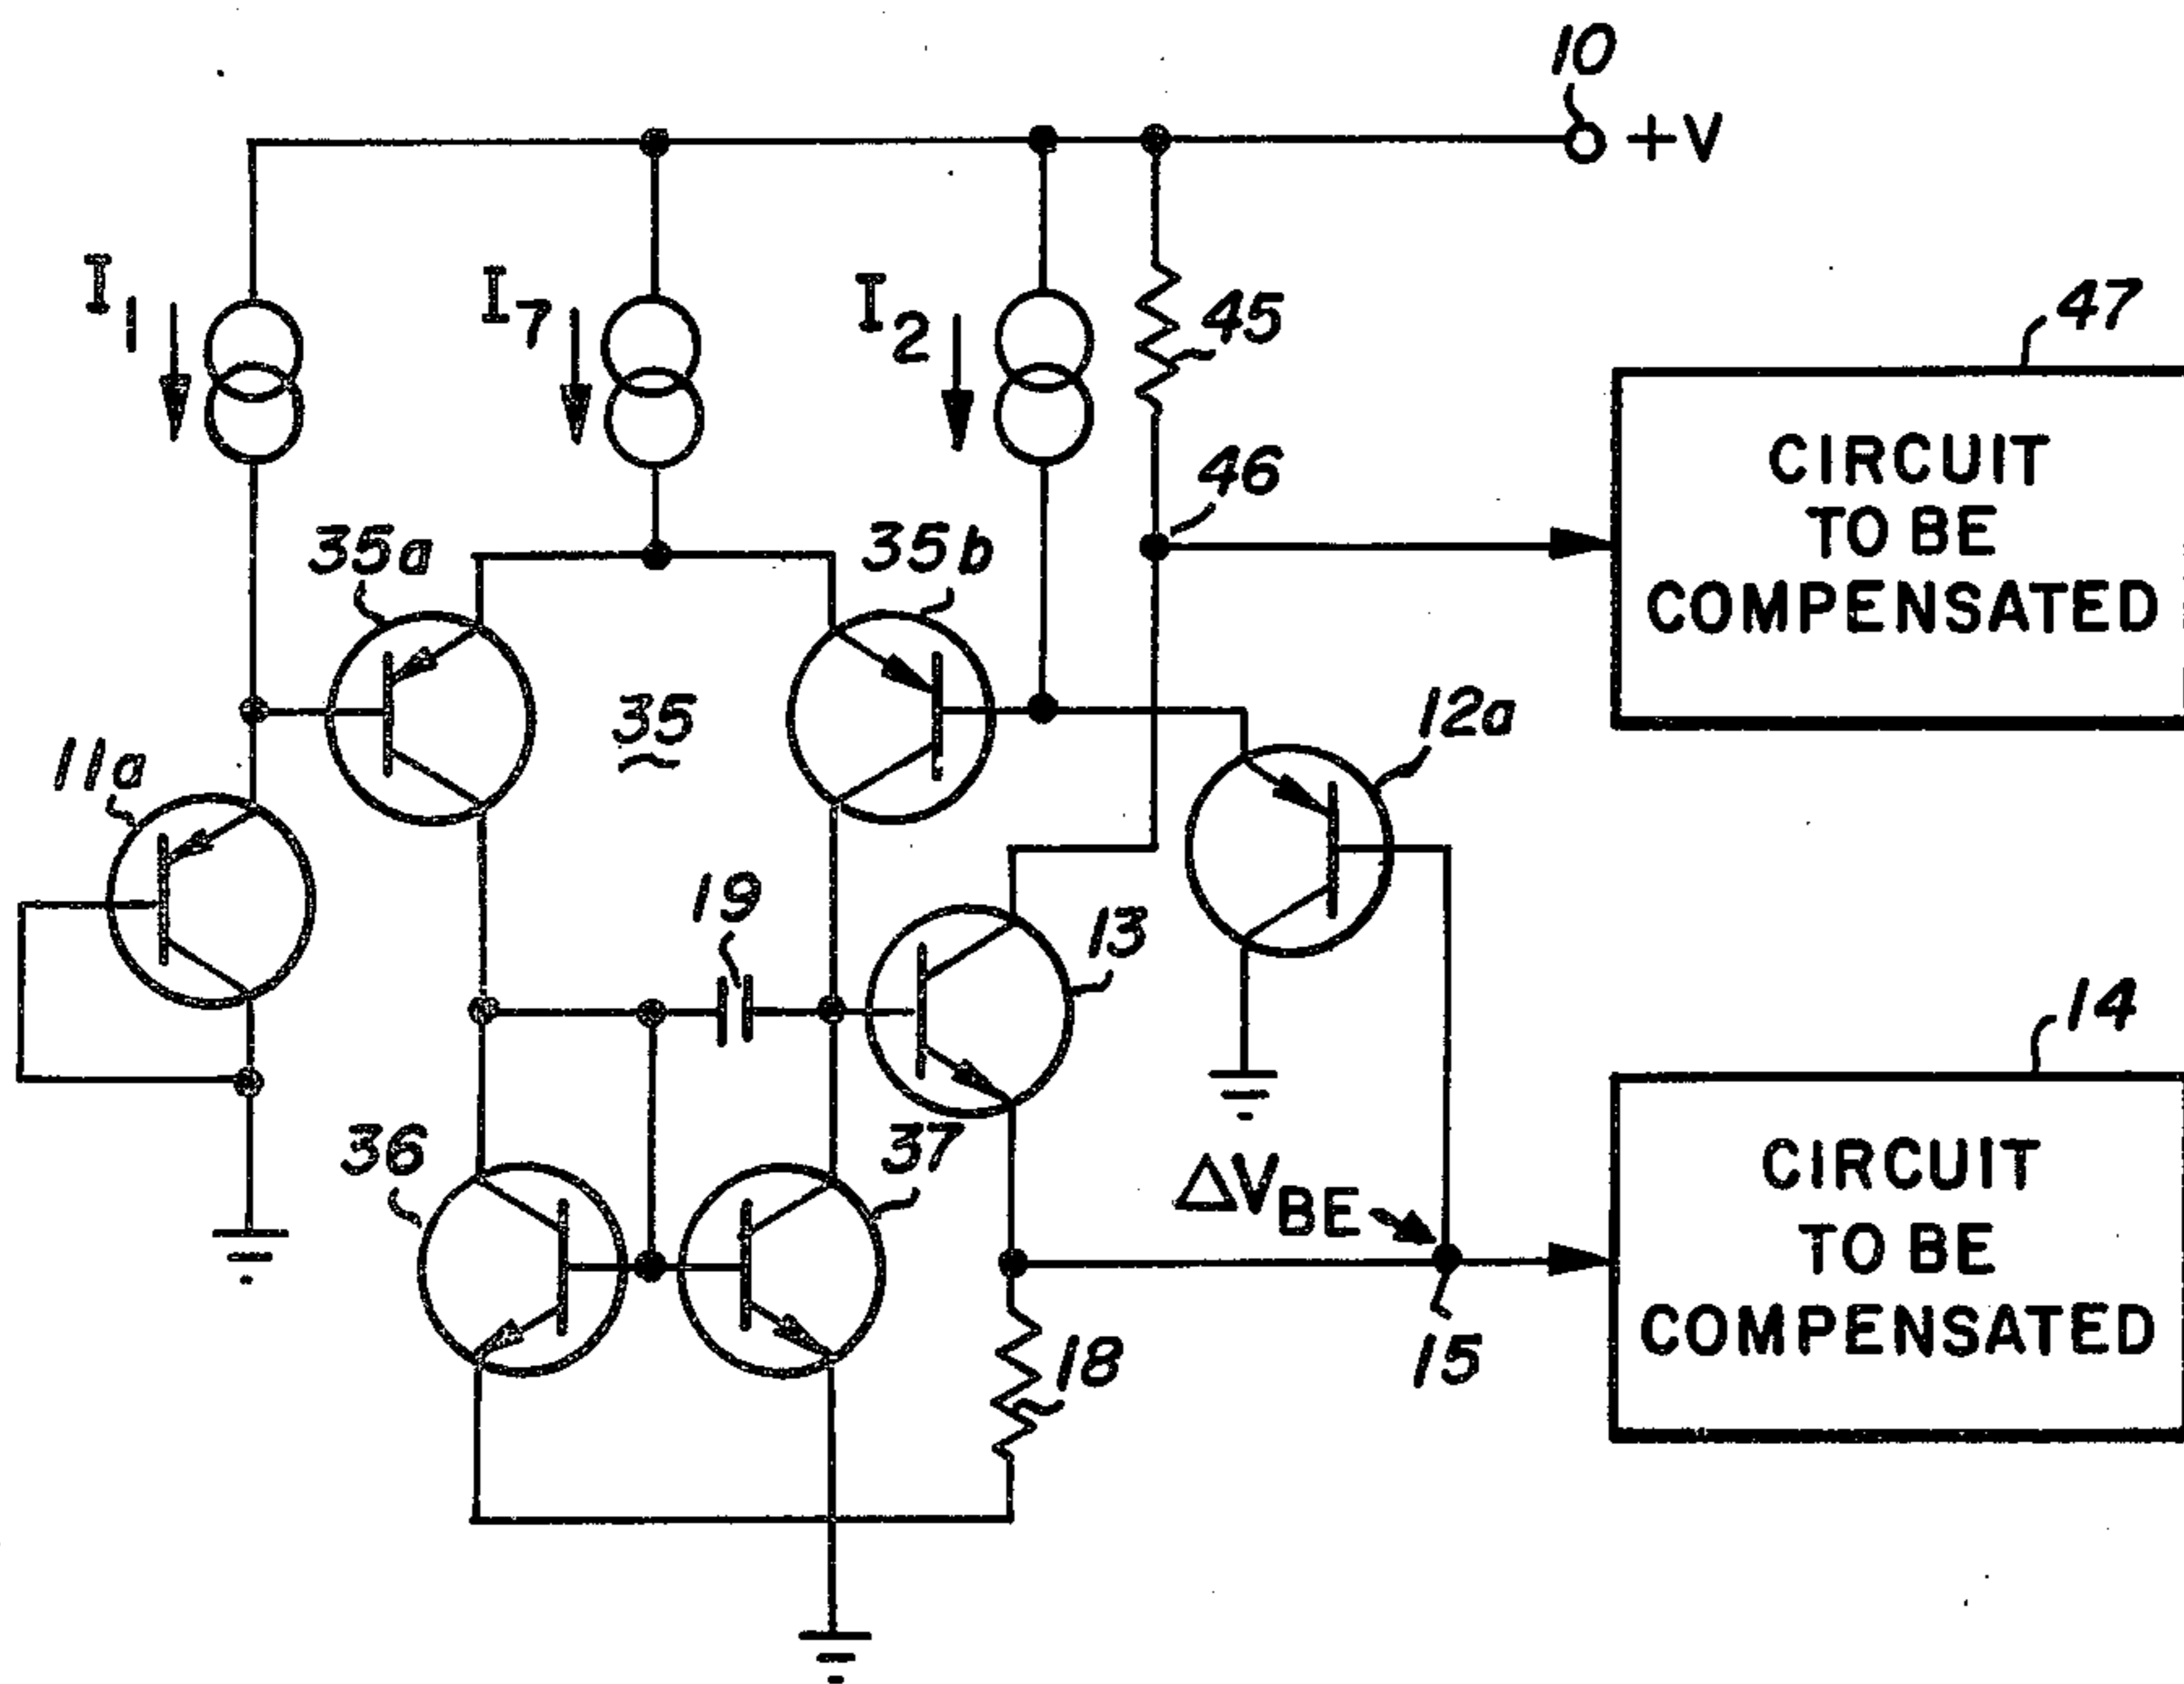 10
+V
I1
I7
I2
45
47
46
CIRCUIT
TO BE
COMPENSATED
35a
35b
35
12a
11a
19
13
14
36
37
ΔVBE
CIRCUIT
TO BE
COMPENSATED
18
15